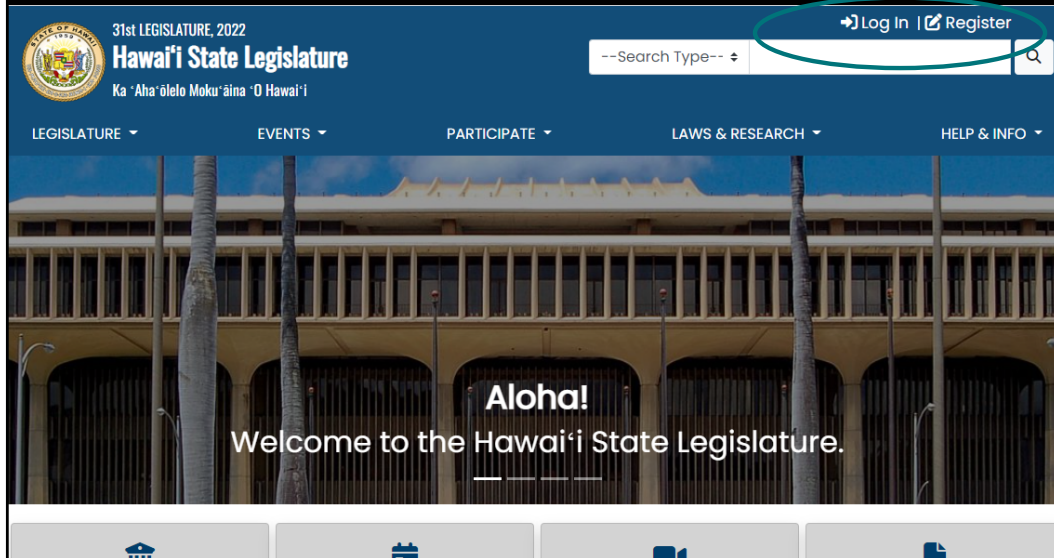 Log In | Register
31st LEGISLATURE, 2022
Hawaiʻi State Legislature
Ka ʻAhaʻōlelo Mokuʻāina ʻO Hawaiʻi
--Search Type--
LEGISLATURE
EVENTS
PARTICIPATE
LAWS & RESEARCH
HELP & INFO
Aloha!
Welcome to the Hawaiʻi State Legislature.